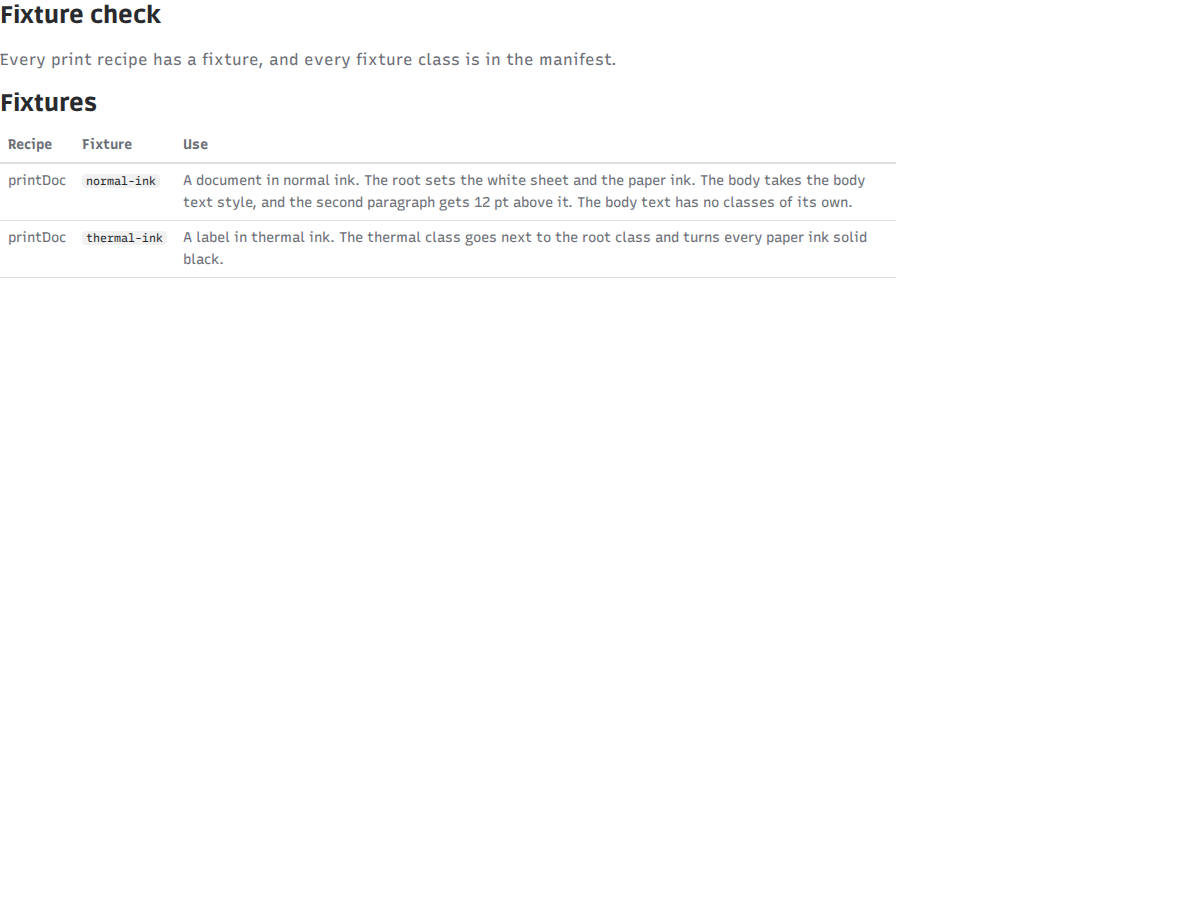 Fixture check
Every print recipe has a fixture, and every fixture class is in the manifest.
Fixtures
Recipe Fixture Use
printDoc normal-ink A document in normal ink. The root sets the white sheet and the paper ink. The body takes the body
text style, and the second paragraph gets 12 pt above it. The body text has no classes of its own.
printDoc thermal-ink A label in thermal ink. The thermal class goes next to the root class and turns every paper ink solid
black.